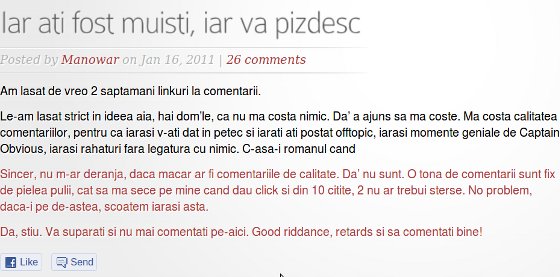 Iar ati fost muisti, iar va pizdesc
Posted by Manowar on Jan 16, 2011 | 26 comments
Am lasat de vreo 2 saptamani linkuri la comentarii.
Le-am lasat strict in ideea aia, hai dom'le, ca nu ma costa nimic. Da' a ajuns sa ma coste. Ma costa calitatea
comentariilor, pentru ca iarasi v-ati dat in petec si iarati ati postat offtopic, iarasi momente geniale de Captain
Obvious, iarasi rahaturi fara legatura cu nimic. C-asa-i romanul cand
Sincer, nu m-ar deranja, daca macar ar fi comentariile de calitate. Da' nu sunt. O tona de comentarii sunt fix
de pielea pulii, cat sa ma sece pe mine cand dau click si din 10 citite, 2 nu ar trebui sterse. No problem,
daca-i pe de-astea, scoatem iarasi asta.
Da, stiu. Va suparati si nu mai comentati pe-aici. Good riddance, retards si sa comentati bine!
Like Send